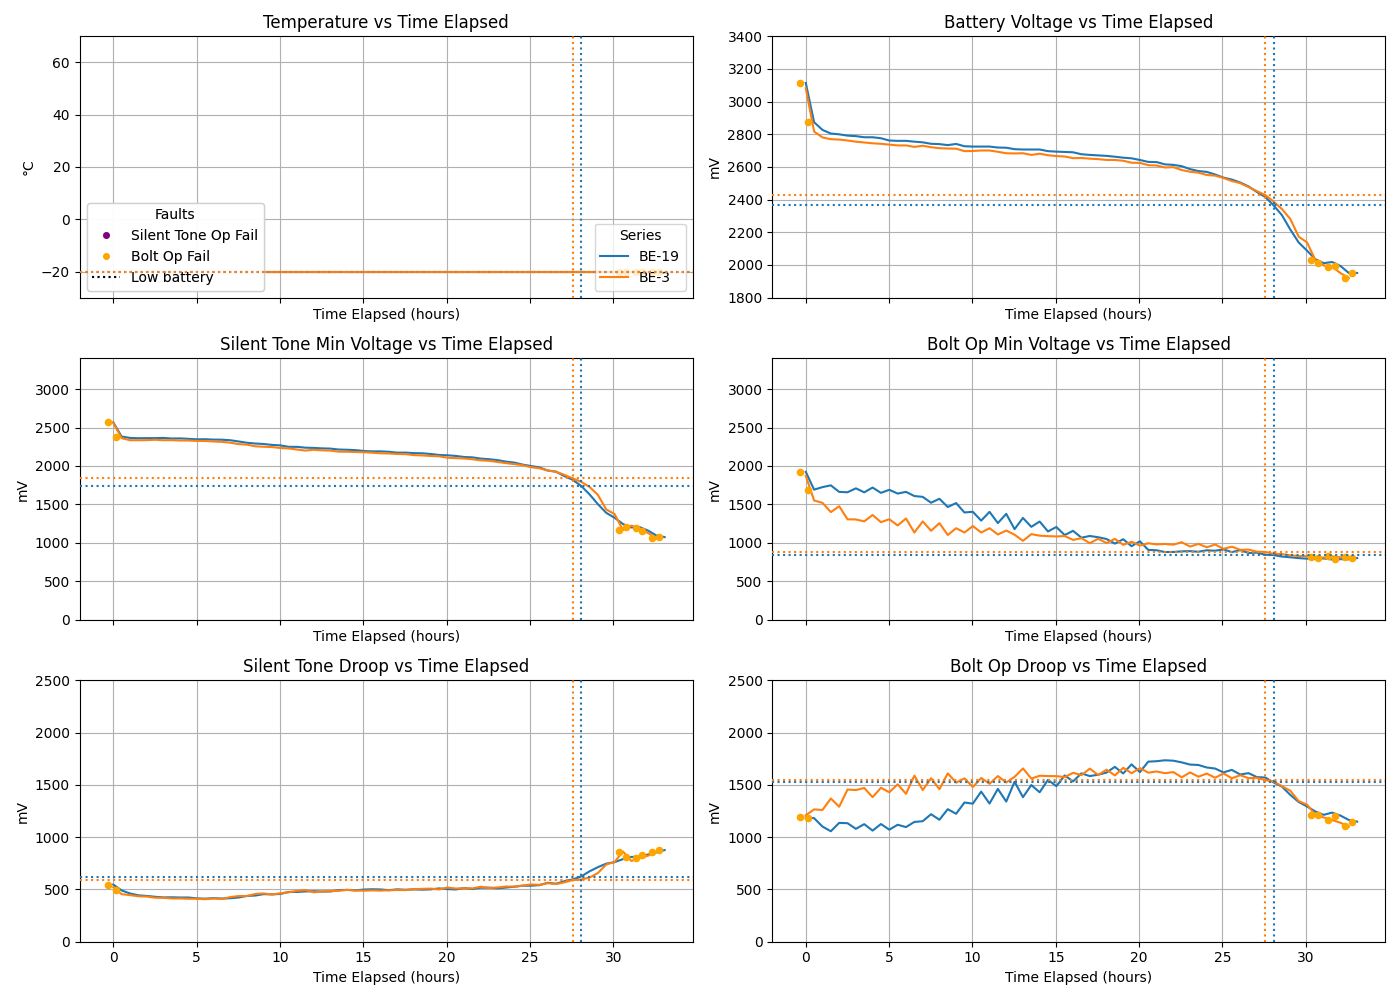 Temperature vs Time Elapsed
60
40
20
0
−20
°C
Faults
Silent Tone Op Fail
Bolt Op Fail
Low battery
Series
BE-19
BE-3
Time Elapsed (hours)
Battery Voltage vs Time Elapsed
3400
3200
3000
2800
2600
2400
2200
2000
1800
mV
Time Elapsed (hours)
Silent Tone Min Voltage vs Time Elapsed
3000
2500
2000
1500
1000
500
0
mV
Time Elapsed (hours)
Bolt Op Min Voltage vs Time Elapsed
3000
2500
2000
1500
1000
500
0
mV
Time Elapsed (hours)
Silent Tone Droop vs Time Elapsed
2500
2000
1500
1000
500
0
mV
0 5 10 15 20 25 30
Time Elapsed (hours)
Bolt Op Droop vs Time Elapsed
2500
2000
1500
1000
500
0
mV
0 5 10 15 20 25 30
Time Elapsed (hours)